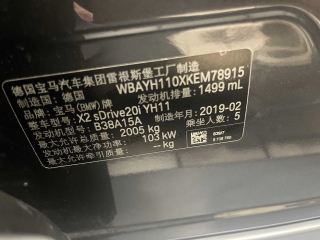 德国宝马汽车集团雷根斯堡工厂制造
制造国：德国 WBAYH110XKEM78915
品牌：宝马(BMW)牌 发动机排量：1499 mL
X2 sDrive20i YH11
发动机型号：B38A15A 制造年月：2019-02
最大允许总质量：2005 kg 乘坐人数：5
发动机最大净功率：103 kW
最大允许牵引质量：-- kg